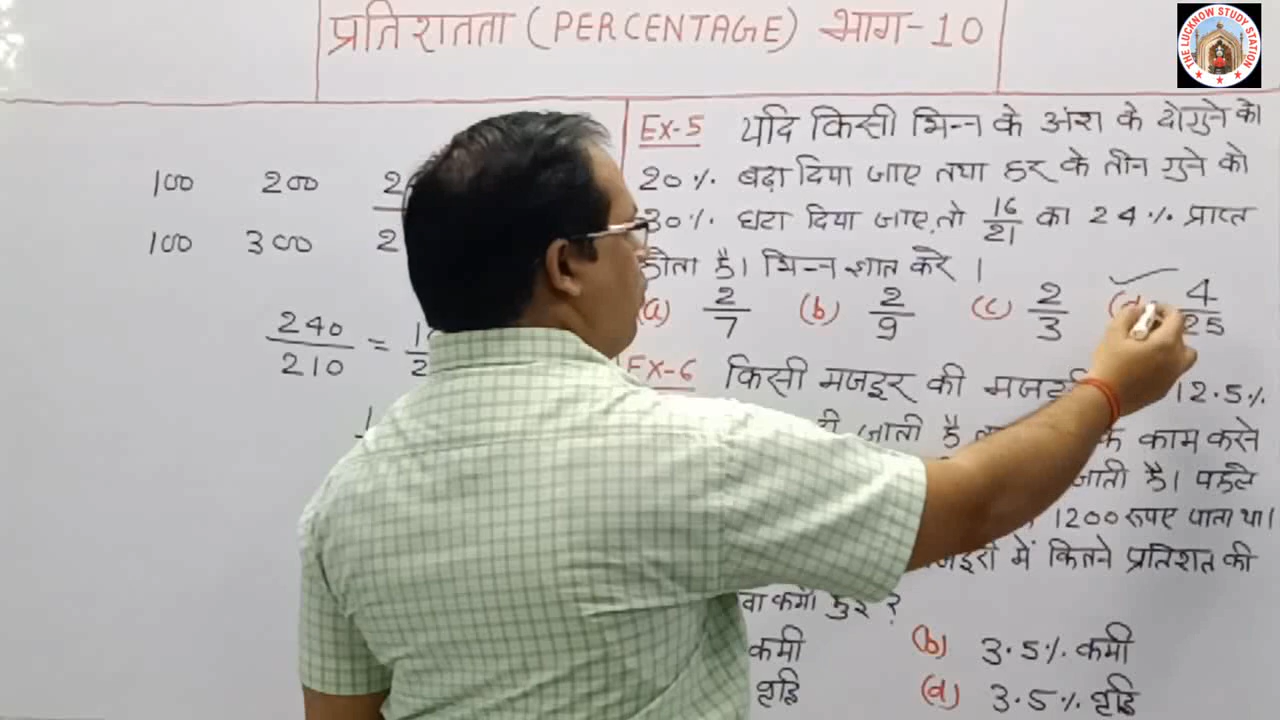 प्रतिशतता (PERCENTAGE) भाग-10
THE LUCKNOW STUDY STATION
100 200
100 300
240/210 =
Ex-5 यदि किसी भिन्न के अंश के दोगुने को
20% बढ़ा दिया जाए तथा हर के तीन गुने को
30% घटा दिया जाए, तो 16/21 का 24% प्राप्त
होता है। भिन्न ज्ञात करे।
(a) 2/7 (b) 2/9 (c) 2/3 4/25
Ex-6 किसी मजदूर की 12.5%
जाती है काम करने
जाती है। पहले
1200 रूपए पाता था।
में कितने प्रतिशत की
कमी (b) 3.5% कमी
वृद्धि (d) 3.5% वृद्धि